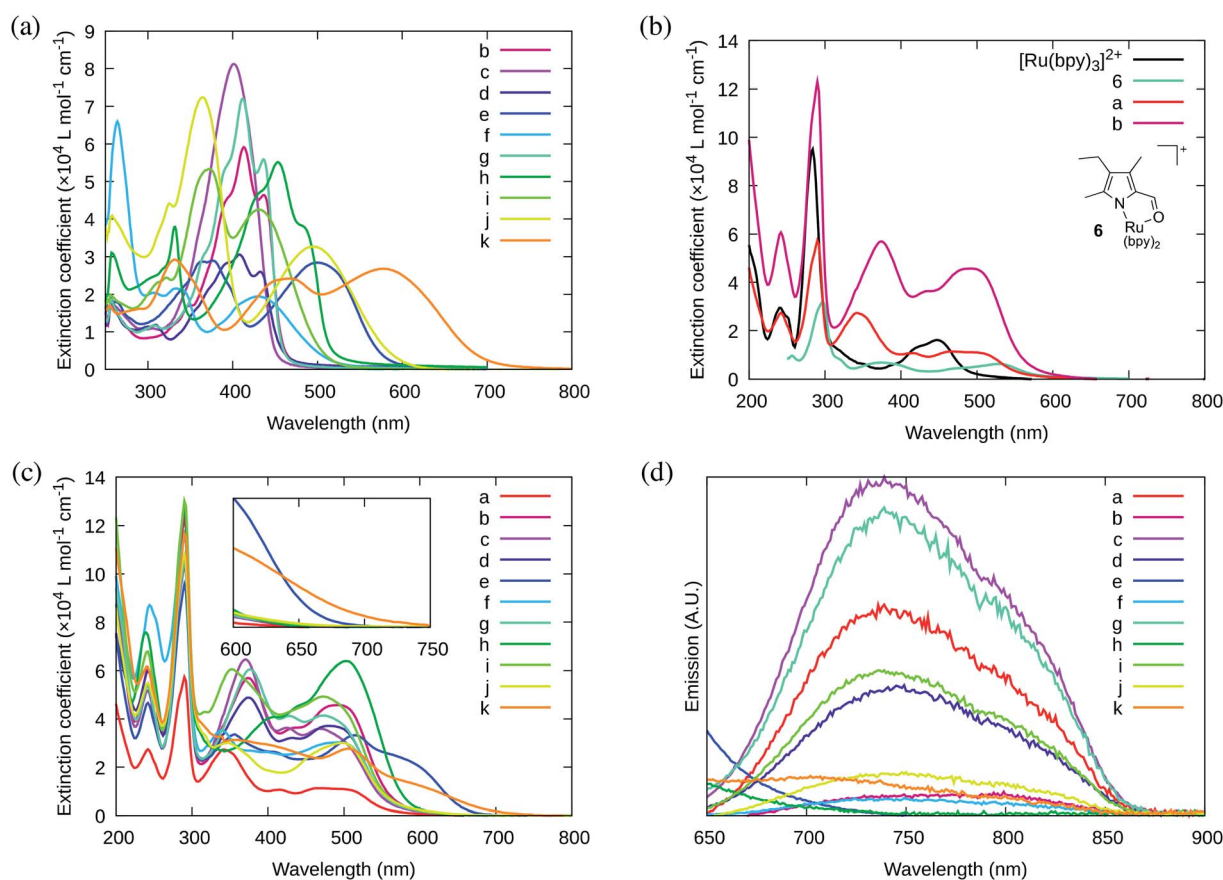 (a)
Extinction coefficient (×10⁴ L mol⁻¹ cm⁻¹)
9
8
7
6
5
4
3
2
1
0
300 400 500 600 700 800
Wavelength (nm)
b
c
d
e
f
g
h
i
j
k
(b)
Extinction coefficient (×10⁴ L mol⁻¹ cm⁻¹)
14
12
10
8
6
4
2
0
200 300 400 500 600 700 800
Wavelength (nm)
[Ru(bpy)₃]²⁺
6
a
b
+
N
O
Ru
(bpy)₂
6
(c)
Extinction coefficient (×10⁴ L mol⁻¹ cm⁻¹)
14
12
10
8
6
4
2
0
200 300 400 500 600 700 800
Wavelength (nm)
600 650 700 750
a
b
c
d
e
f
g
h
i
j
k
(d)
Emission (A.U.)
650 700 750 800 850 900
Wavelength (nm)
a
b
c
d
e
f
g
h
i
j
k